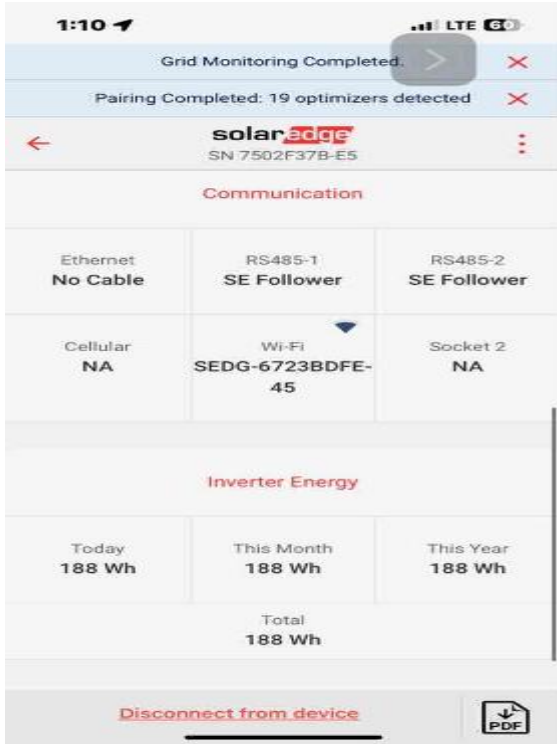 1:10 LTE 60
Grid Monitoring Completed.
Pairing Completed: 19 optimizers detected
solaredge
SN 7502F37B-E5
Communication
Ethernet RS485-1 RS485-2
No Cable SE Follower SE Follower
Cellular Wi-Fi Socket 2
NA SEDG-6723BDFE- NA
45
Inverter Energy
Today This Month This Year
188 Wh 188 Wh 188 Wh
Total
188 Wh
Disconnect from device PDF